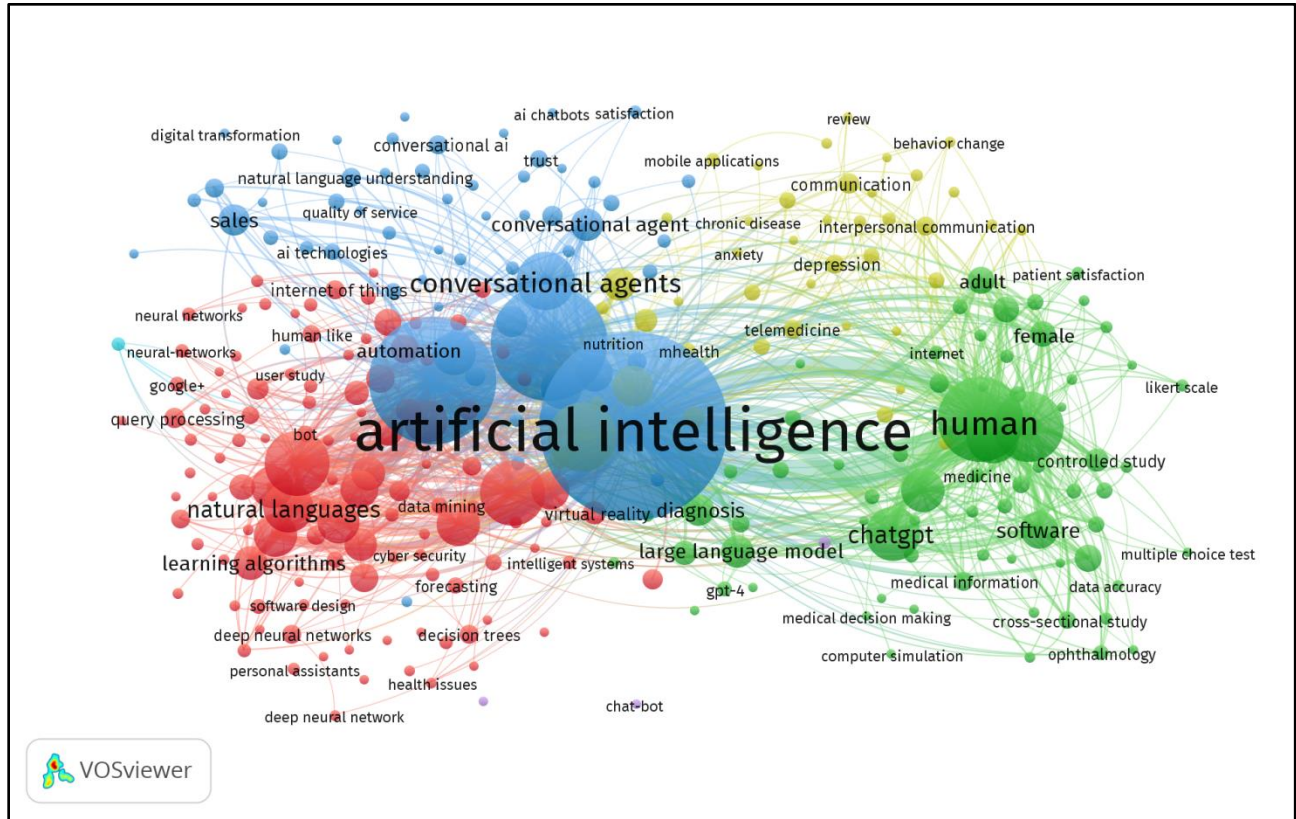 review
ai chatbots
satisfaction
digital transformation
behavior change
conversational ai
trust
mobile applications
natural language understanding
communication
sales
quality of service
conversational agent
chronic disease
interpersonal communication
ai technologies
anxiety
depression
conversational agents
adult
patient satisfaction
internet of things
neural networks
human like
telemedicine
female
automation
nutrition
mhealth
internet
neural-networks
user study
google+
likert scale
query processing
bot
artificial intelligence
human
controlled study
medicine
natural languages
data mining
virtual reality
diagnosis
chatgpt
software
learning algorithms
cyber security
intelligent systems
large language model
multiple choice test
forecasting
gpt-4
medical information
data accuracy
software design
medical decision making
cross-sectional study
deep neural networks
decision trees
computer simulation
ophthalmology
personal assistants
health issues
chat-bot
deep neural network
VOSviewer